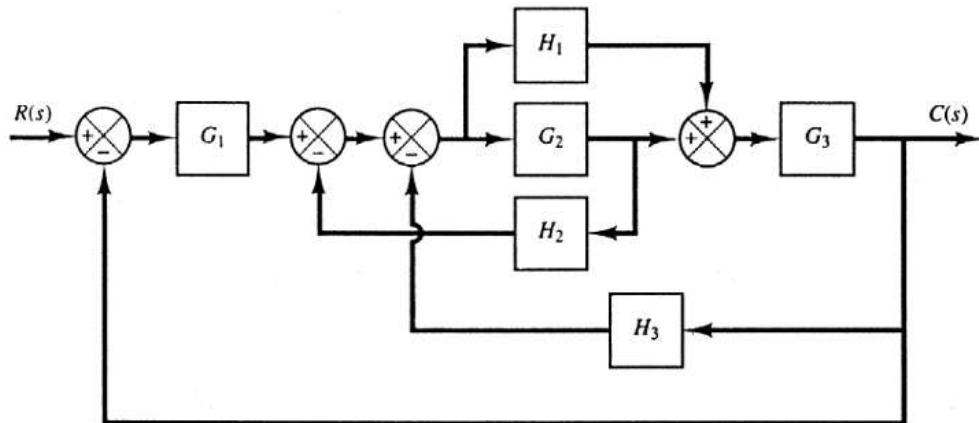 H₁
R(s)
C(s)
+
−
G₁
+
−
+
−
G₂
+
+
G₃
H₂
H₃